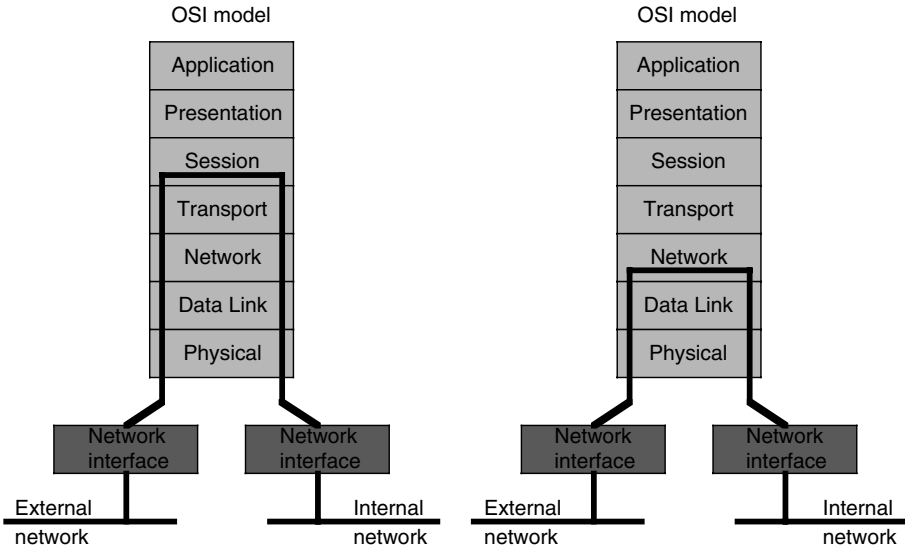 OSI model
Application
Presentation
Session
Transport
Network
Data Link
Physical
Network
interface
Network
interface
External
network
Internal
network
OSI model
Application
Presentation
Session
Transport
Network
Data Link
Physical
Network
interface
Network
interface
External
network
Internal
network